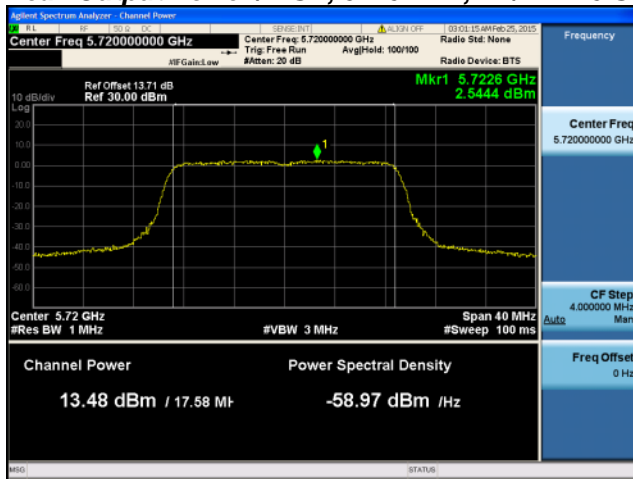 Agilent Spectrum Analyzer - Channel Power
RL RF 50 Ω DC SENSE:INT ALIGN OFF 03:01:15 AM Feb 25, 2015
Center Freq 5.720000000 GHz
Center Freq: 5.720000000 GHz
Radio Std: None
Trig: Free Run Avg|Hold: 100/100
#IFGain:Low #Atten: 20 dB Radio Device: BTS
Frequency
Mkr1 5.7226 GHz
2.5444 dBm
Ref Offset 13.71 dB
10 dB/div Ref 30.00 dBm
Log
20.0
10.0
0.00
-10.0
-20.0
-30.0
-40.0
-50.0
-60.0
1
Center Freq
5.720000000 GHz
Center 5.72 GHz Span 40 MHz
#Res BW 1 MHz #VBW 3 MHz #Sweep 100 ms
CF Step
4.000000 MHz
Auto Man
Channel Power Power Spectral Density
13.48 dBm / 17.58 MH -58.97 dBm /Hz
Freq Offset
0 Hz
MSG STATUS